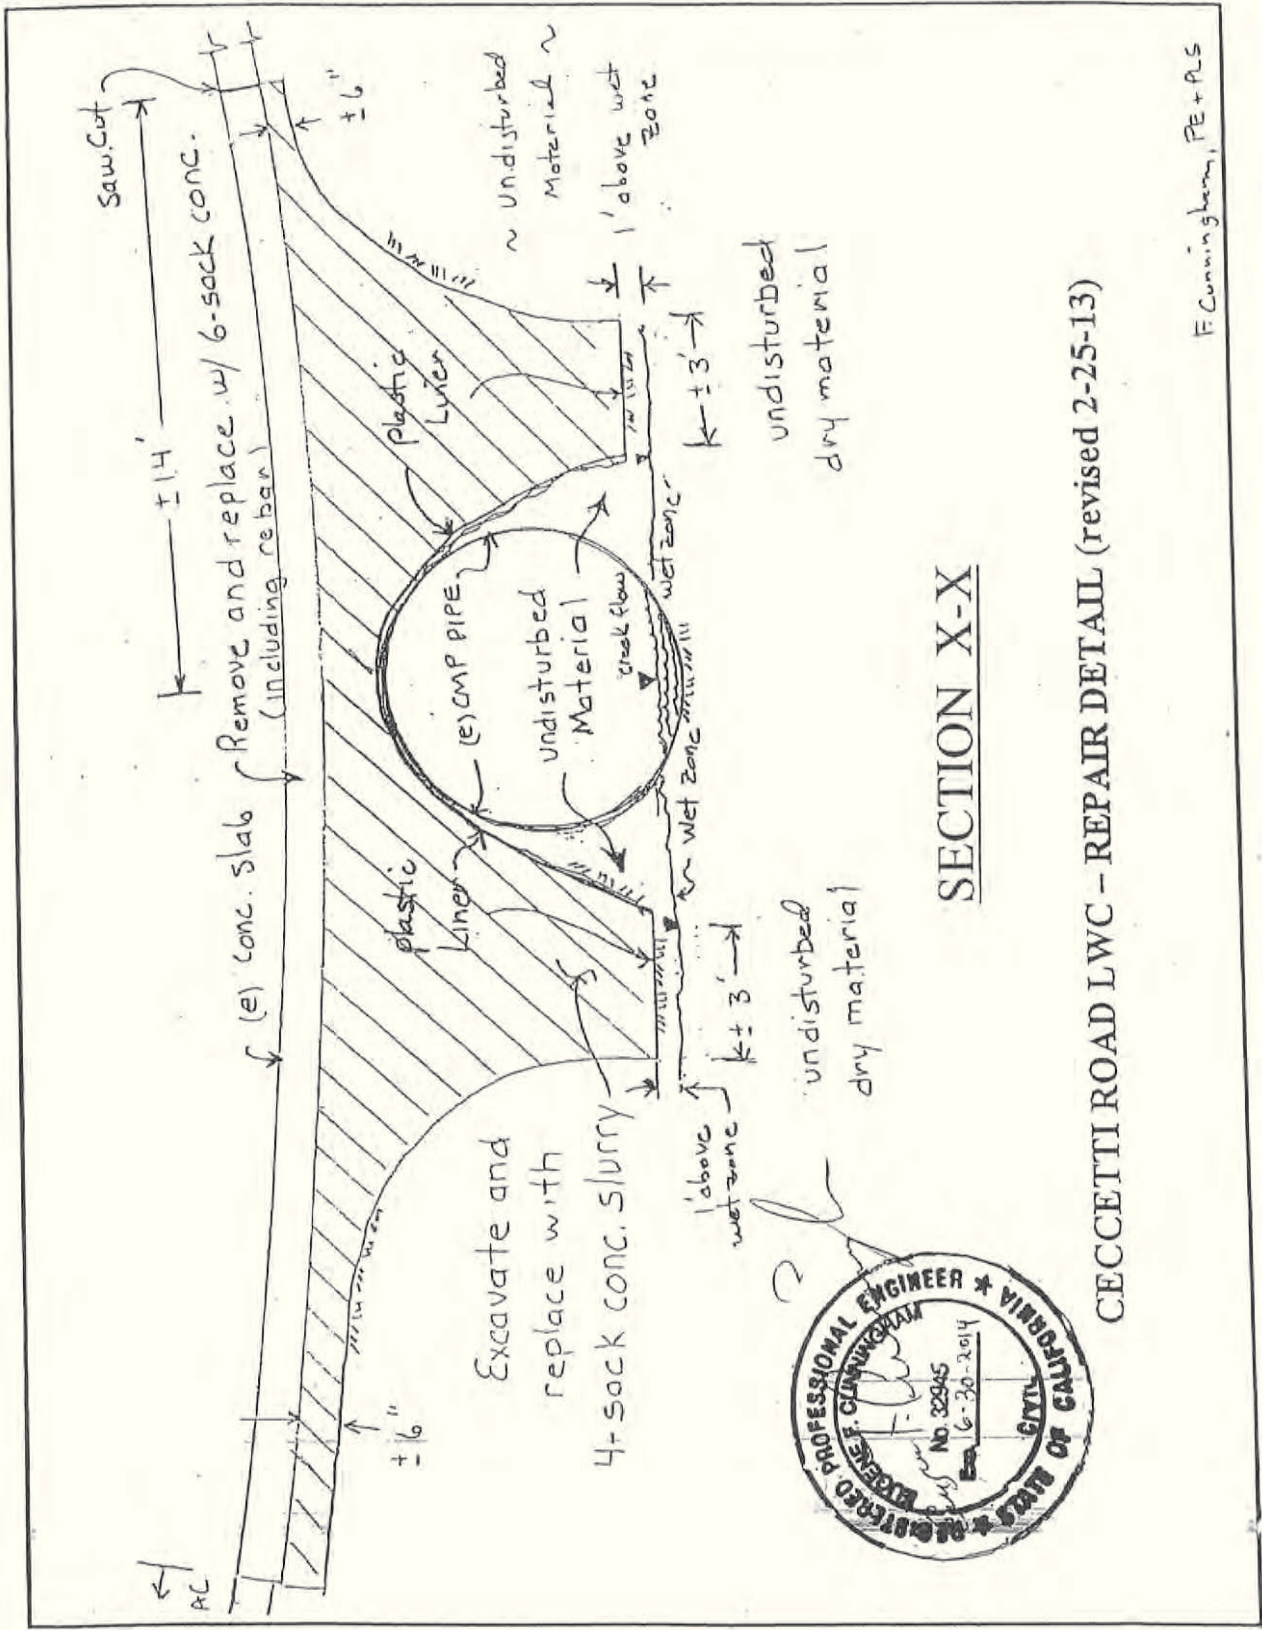 Saw Cut
± 14'
Remove and replace w/ 6-sack conc.
(including rebar)
(e) conc. slab
AC
± 6"
± 6"
~ Undisturbed
Material ~
1' above wet
zone
Plastic
Liner
plastic
Liner
(e) CMP PIPE
undisturbed
Material
creek flow
wet zone
wet zone
Excavate and
replace with
4+ sack conc. slurry
1' above
wet zone
± 3'
± 3'
undisturbed
dry material
undisturbed
dry material
REGISTERED PROFESSIONAL ENGINEER
EUGENE F. CUNNINGHAM
No. 32945
Exp. 6-30-2014
CIVIL
STATE OF CALIFORNIA
SECTION X-X
CECCETTI ROAD LWC – REPAIR DETAIL (revised 2-25-13)
F. Cunningham, PE + PLS